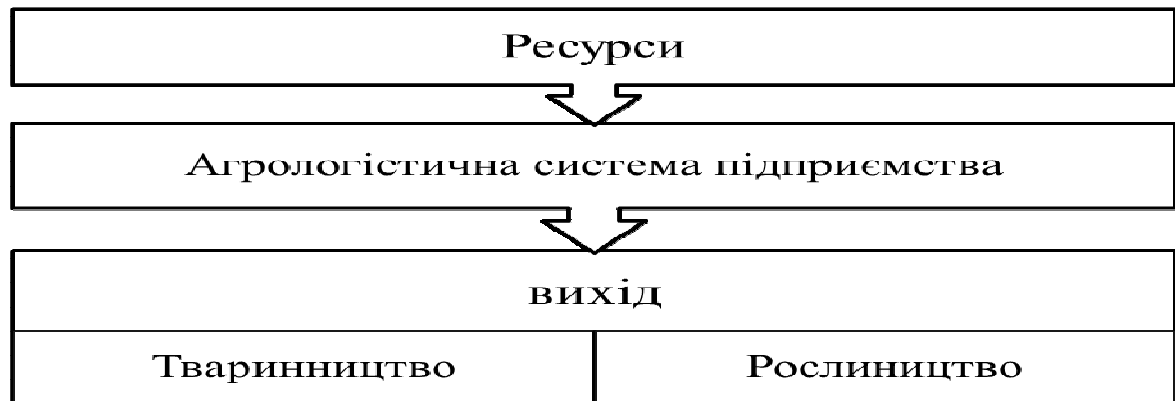 Ресурси
Агрологістична система підприємства
вихід
Тваринництво
Рослиництво